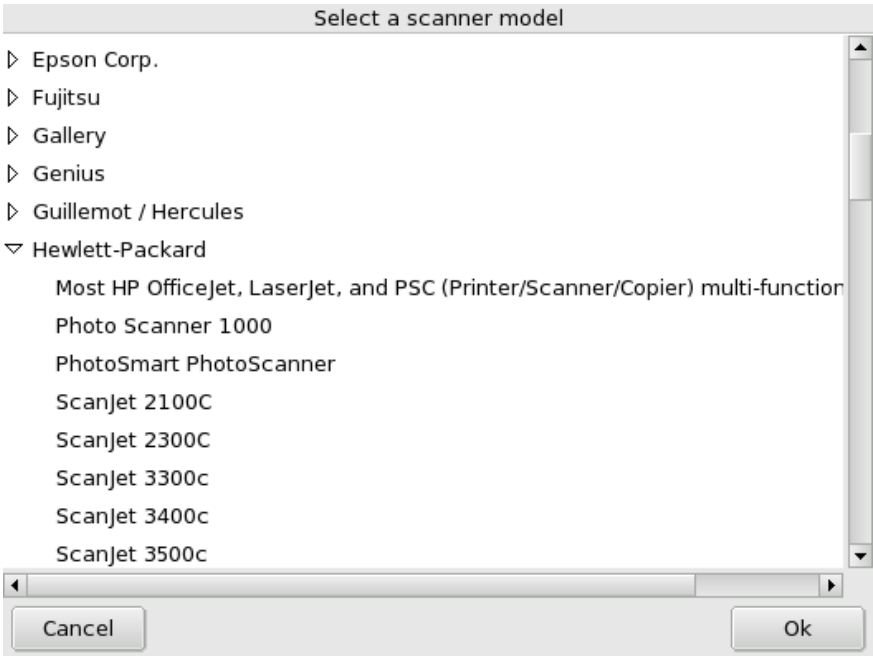 Select a scanner model
Epson Corp.
Fujitsu
Gallery
Genius
Guillemot / Hercules
Hewlett-Packard
Most HP OfficeJet, LaserJet, and PSC (Printer/Scanner/Copier) multi-function
Photo Scanner 1000
PhotoSmart PhotoScanner
ScanJet 2100C
ScanJet 2300C
ScanJet 3300c
ScanJet 3400c
ScanJet 3500c
Cancel
Ok